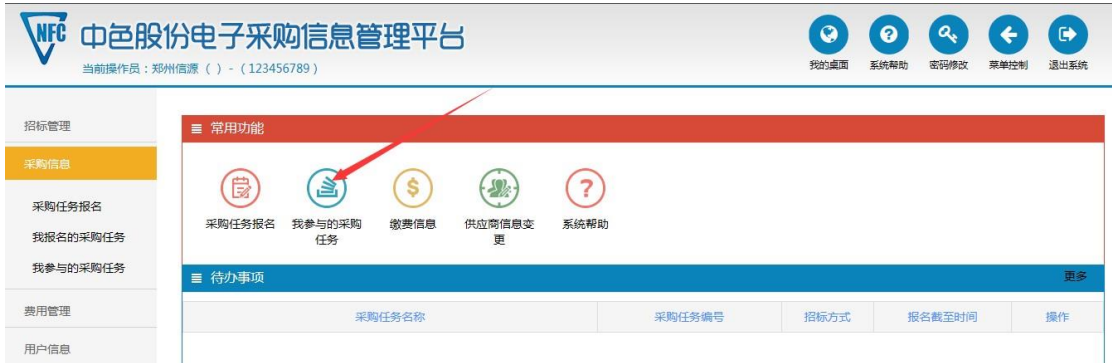 NFC
中色股份电子采购信息管理平台
当前操作员：郑州信源（ ）-（123456789）
我的桌面 系统帮助 密码修改 菜单控制 退出系统
招标管理
采购信息
采购任务报名
我报名的采购任务
我参与的采购任务
费用管理
用户信息
常用功能
采购任务报名
我参与的采购
任务
缴费信息
供应商信息变
更
系统帮助
待办事项 更多
采购任务名称 采购任务编号 招标方式 报名截至时间 操作